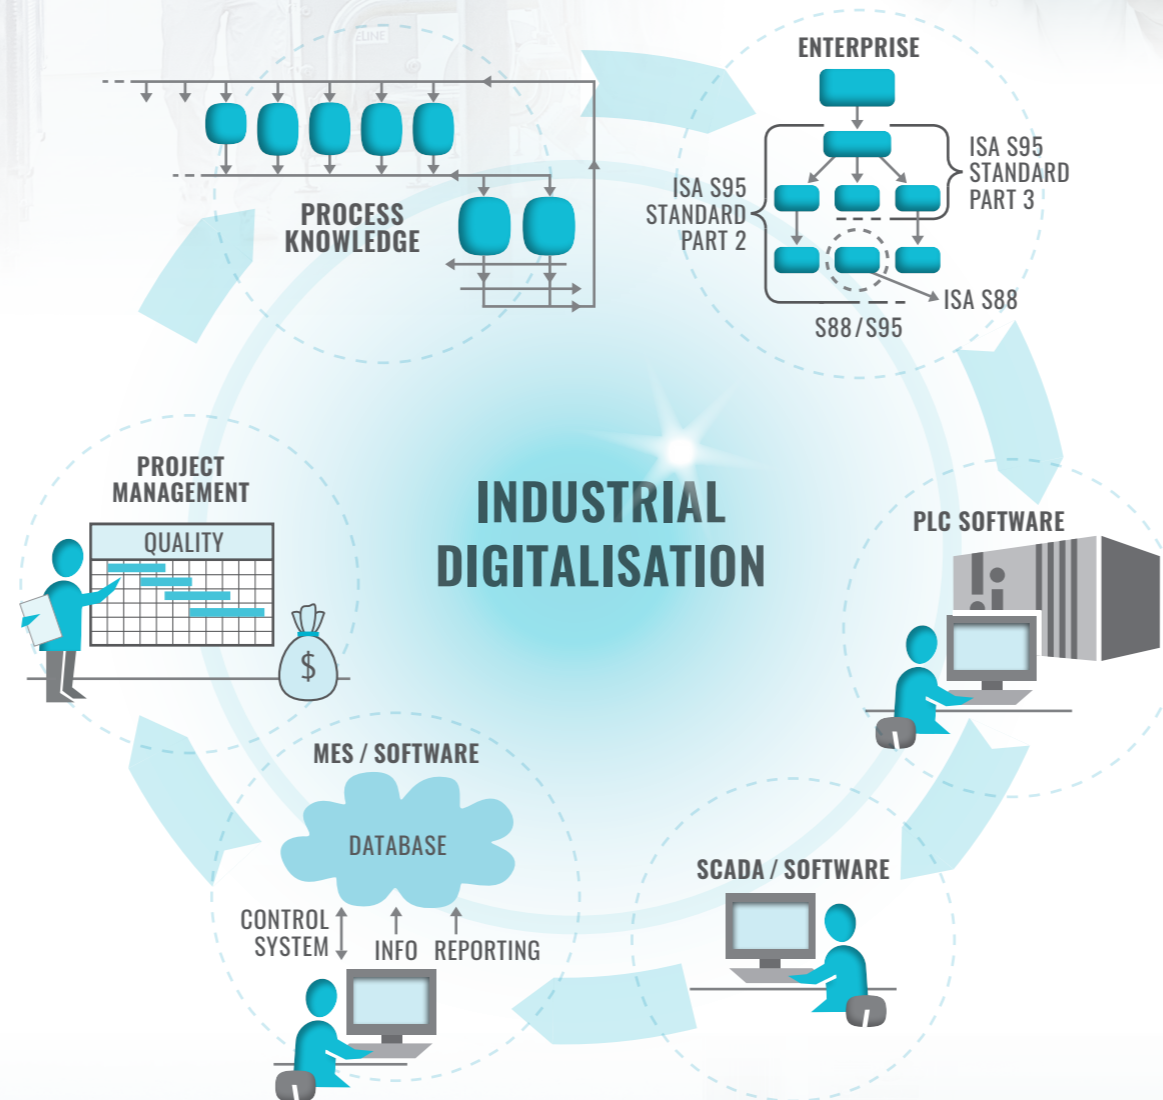 ENTERPRISE
ISA S95
STANDARD
PART 3
ISA S95
STANDARD
PART 2
ISA S88
S88/S95
PROCESS
KNOWLEDGE
PROJECT
MANAGEMENT
QUALITY
$
INDUSTRIAL
DIGITALISATION
PLC SOFTWARE
MES / SOFTWARE
DATABASE
CONTROL
SYSTEM
INFO
REPORTING
SCADA / SOFTWARE